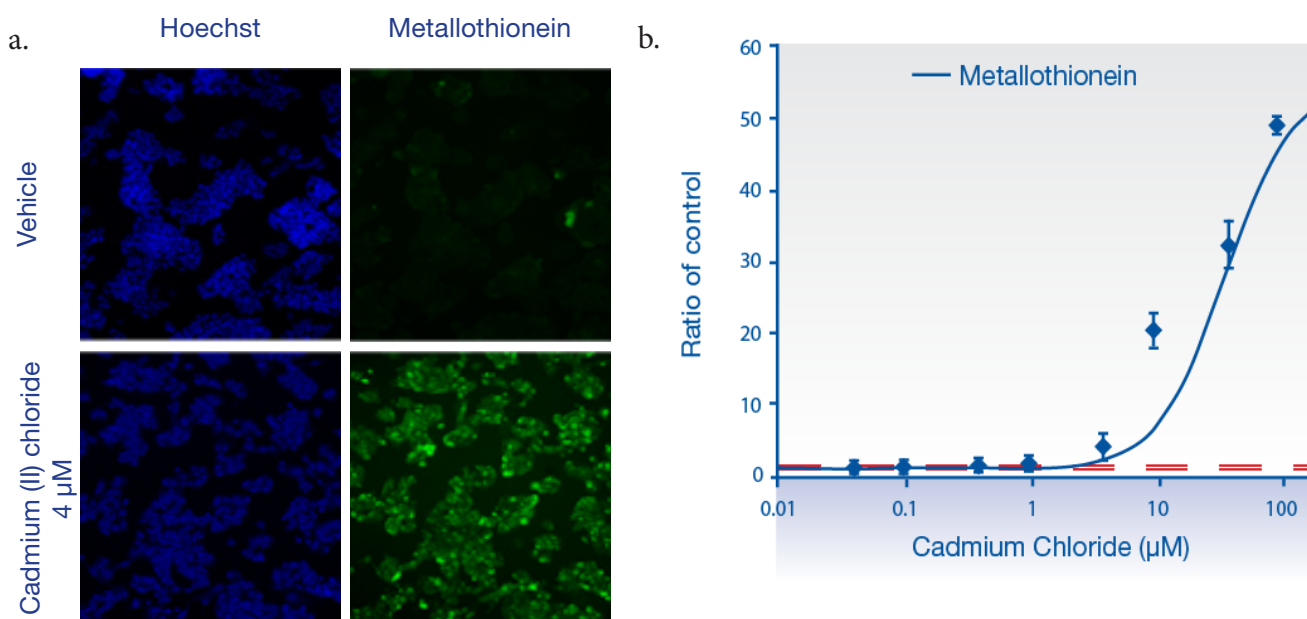 a.
Hoechst
Metallothionein
Vehicle
Cadmium (II) chloride
4 µM
b.
Metallothionein
Ratio of control
60
50
40
30
20
10
0
0.01
0.1
1
10
100
Cadmium Chloride (µM)